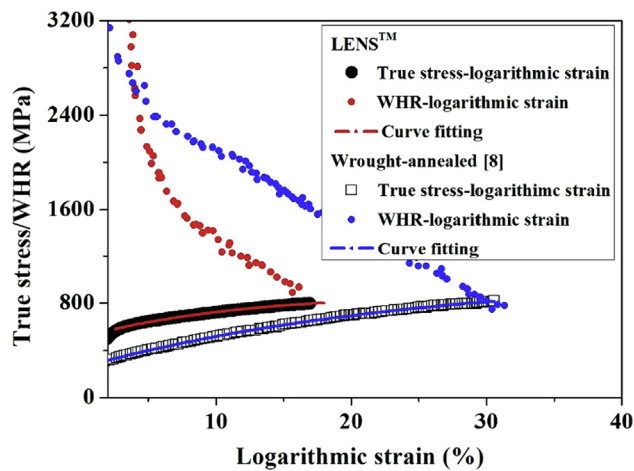 3200
2400
1600
800
0
True stress/WHR (MPa)
LENS™
True stress-logarithmic strain
WHR-logarithmic strain
Curve fitting
Wrought-annealed [8]
True stress-logarithimc strain
WHR-logarithmic strain
Curve fitting
10
20
30
40
Logarithmic strain (%)